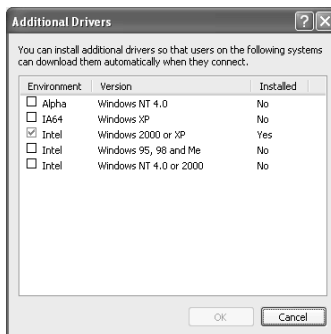 Additional Drivers
You can install additional drivers so that users on the following systems
can download them automatically when they connect.
Environment Version Installed
Alpha Windows NT 4.0 No
IA64 Windows XP No
Intel Windows 2000 or XP Yes
Intel Windows 95, 98 and Me No
Intel Windows NT 4.0 or 2000 No
OK Cancel